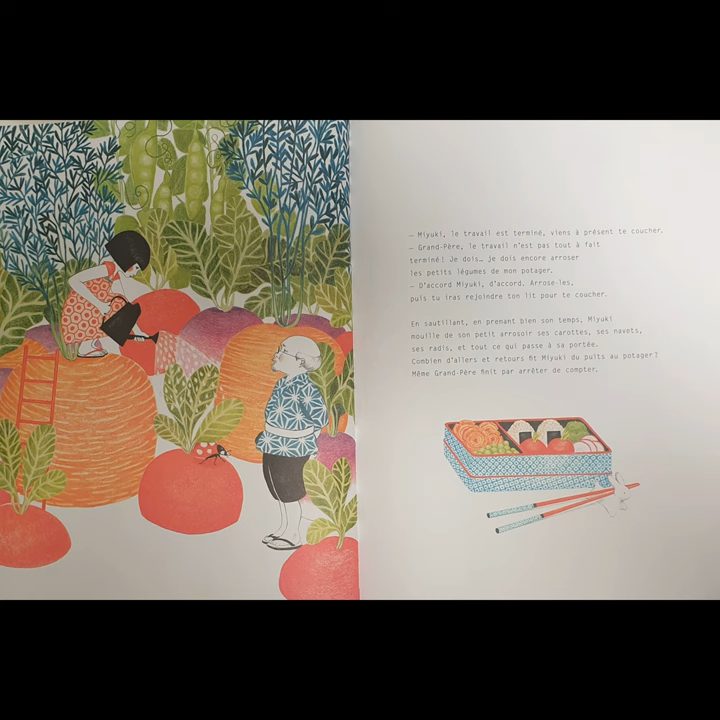 — Miyuki, le travail est terminé, viens à présent te coucher.
— Grand-Père, le travail n'est pas tout à fait
terminé! Je dois… je dois encore arroser
les petits légumes de mon potager.
— D'accord Miyuki, d'accord. Arrose-les,
puis tu iras rejoindre ton lit pour te coucher.
En sautillant, en prenant bien son temps, Miyuki
mouille de son petit arrosoir ses carottes, ses navets,
ses radis, et tout ce qui passe à sa portée.
Combien d'allers et retours fit Miyuki du puits au potager?
Même Grand-Père finit par arrêter de compter.